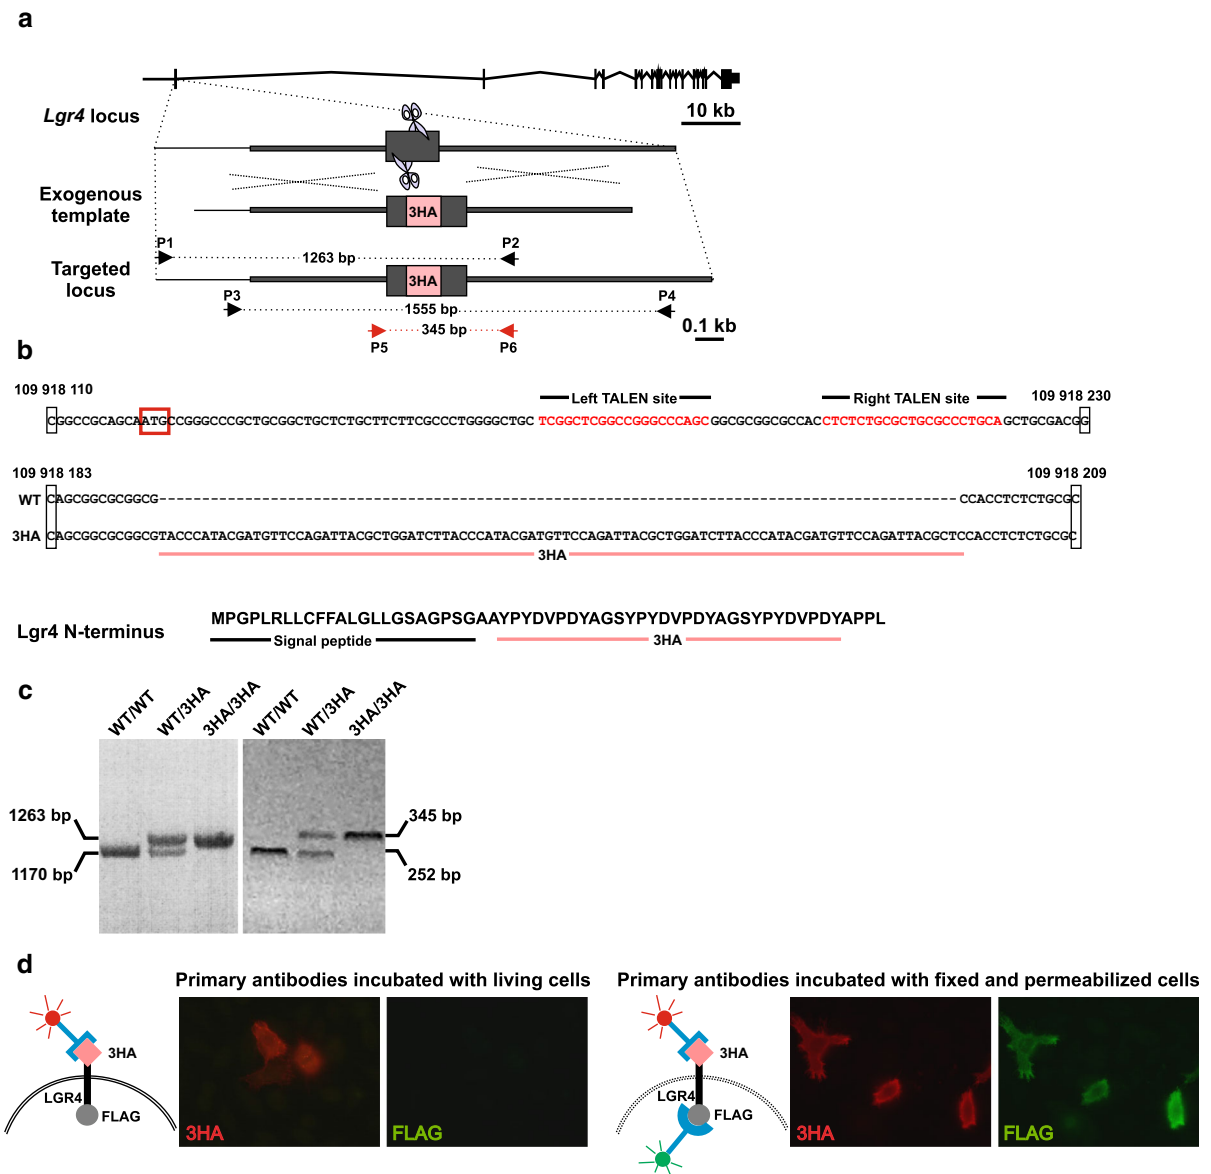 a
Lgr4 locus
10 kb
Exogenous
template
3HA
P1
P2
1263 bp
Targeted
locus
3HA
P3
P4
1555 bp
345 bp
P5
P6
0.1 kb
b
109 918 110
Left TALEN site
Right TALEN site
109 918 230
CGGCCGCAGCAATGCCGGGCCCGCTGCGGCTGCTCTGCTTCTTCGCCCTGGGGCTGC TCGGCTCGGCCGGGCCCAGC GGCGCGGCGCCACCTCTCTGCGCTGCGCCCTGCA GCTGCGACGG
109 918 183
109 918 209
WT CAGCGGCGCGGCG CCACCTCTCTGCGC
3HA CAGCGGCGCGGCGTACCCATACGATGTTCCAGATTACGCTGGATCTTACCCATACGATGTTCCAGATTACGCTGGATCTTACCCATACGATGTTCCAGATTACGCTCCACCTCTCTGCGC
3HA
Lgr4 N-terminus
MPGPLRLLCFFALGLLGSAGPSGAAYPYDVPDYAGSYPYDVPDYAGSYPYDVPDYAPPL
Signal peptide
3HA
c
WT/WT
WT/3HA
3HA/3HA
WT/WT
WT/3HA
3HA/3HA
1263 bp
1170 bp
345 bp
252 bp
d
Primary antibodies incubated with living cells
Primary antibodies incubated with fixed and permeabilized cells
3HA
LGR4
FLAG
3HA
FLAG
3HA
LGR4
FLAG
3HA
FLAG